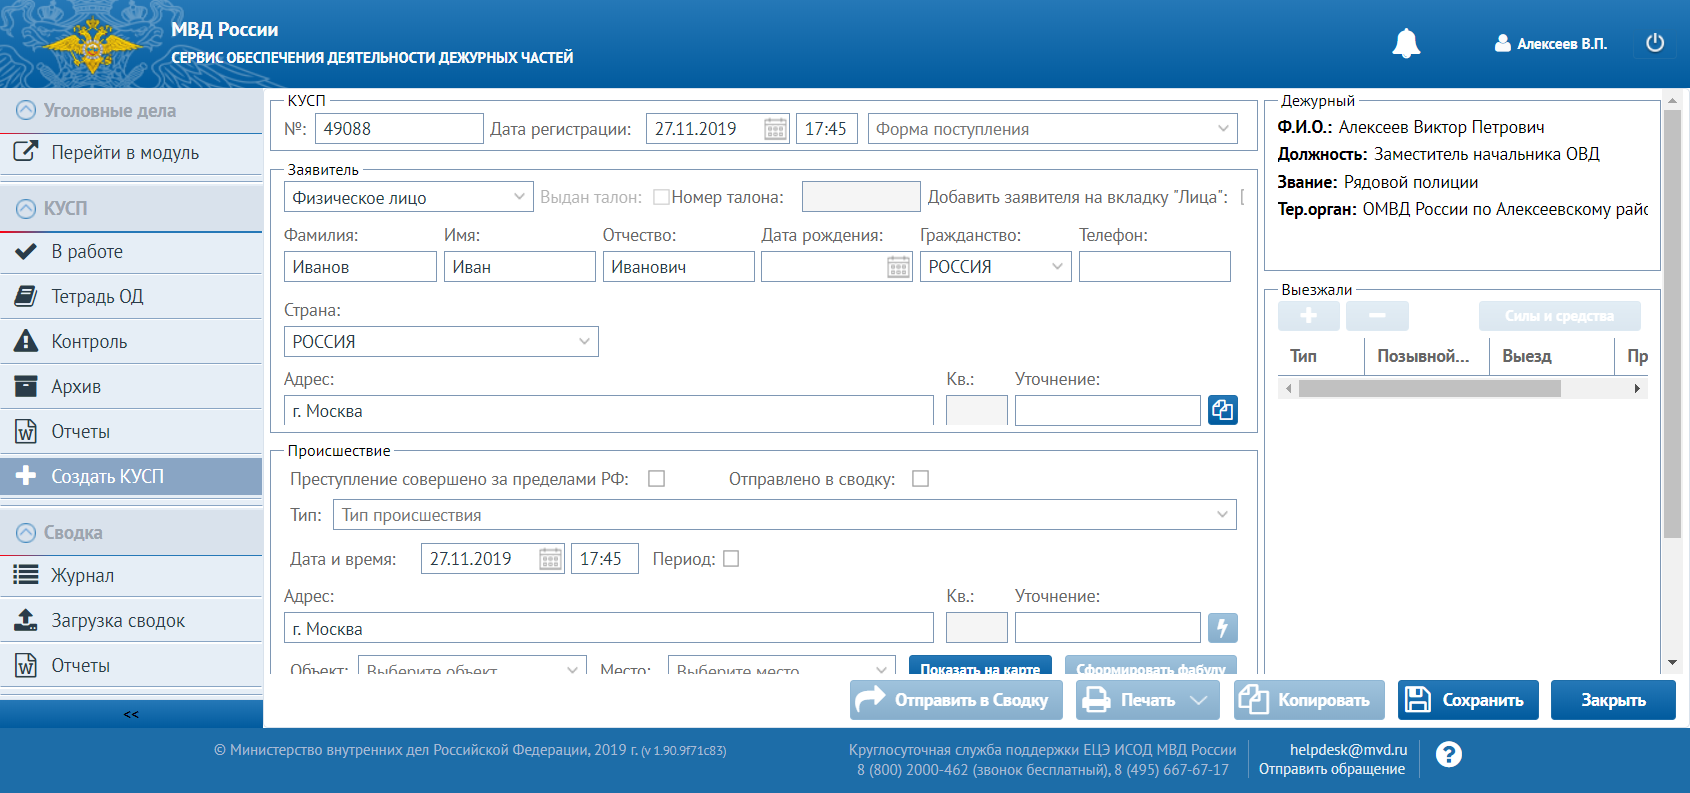 МВД России
СЕРВИС ОБЕСПЕЧЕНИЯ ДЕЯТЕЛЬНОСТИ ДЕЖУРНЫХ ЧАСТЕЙ
Алексеев В.П.
Уголовные дела
Перейти в модуль
КУСП
В работе
Тетрадь ОД
Контроль
Архив
Отчеты
Создать КУСП
Сводка
Журнал
Загрузка сводок
Отчеты
<<
КУСП
№: 49088 Дата регистрации: 27.11.2019 17:45 Форма поступления
Заявитель
Физическое лицо Выдан талон: Номер талона: Добавить заявителя на вкладку "Лица":
Фамилия: Имя: Отчество: Дата рождения: Гражданство: Телефон:
Иванов Иван Иванович РОССИЯ
Страна:
РОССИЯ
Адрес: Кв.: Уточнение:
г. Москва
Происшествие
Преступление совершено за пределами РФ: Отправлено в сводку:
Тип: Тип происшествия
Дата и время: 27.11.2019 17:45 Период:
Адрес: Кв.: Уточнение:
г. Москва
Объект: Выберите объект Место: Выберите место Показать на карте Сформировать фабулу
Дежурный
Ф.И.О.: Алексеев Виктор Петрович
Должность: Заместитель начальника ОВД
Звание: Рядовой полиции
Тер.орган: ОМВД России по Алексеевскому райо
Выезжали
Силы и средства
Тип Позывной... Выезд Пр
Отправить в Сводку Печать Копировать Сохранить Закрыть
© Министерство внутренних дел Российской Федерации, 2019 г. (v 1.90.9f71c83)
Круглосуточная служба поддержки ЕЦЭ ИСОД МВД России
8 (800) 2000-462 (звонок бесплатный), 8 (495) 667-67-17
helpdesk@mvd.ru
Отправить обращение
?